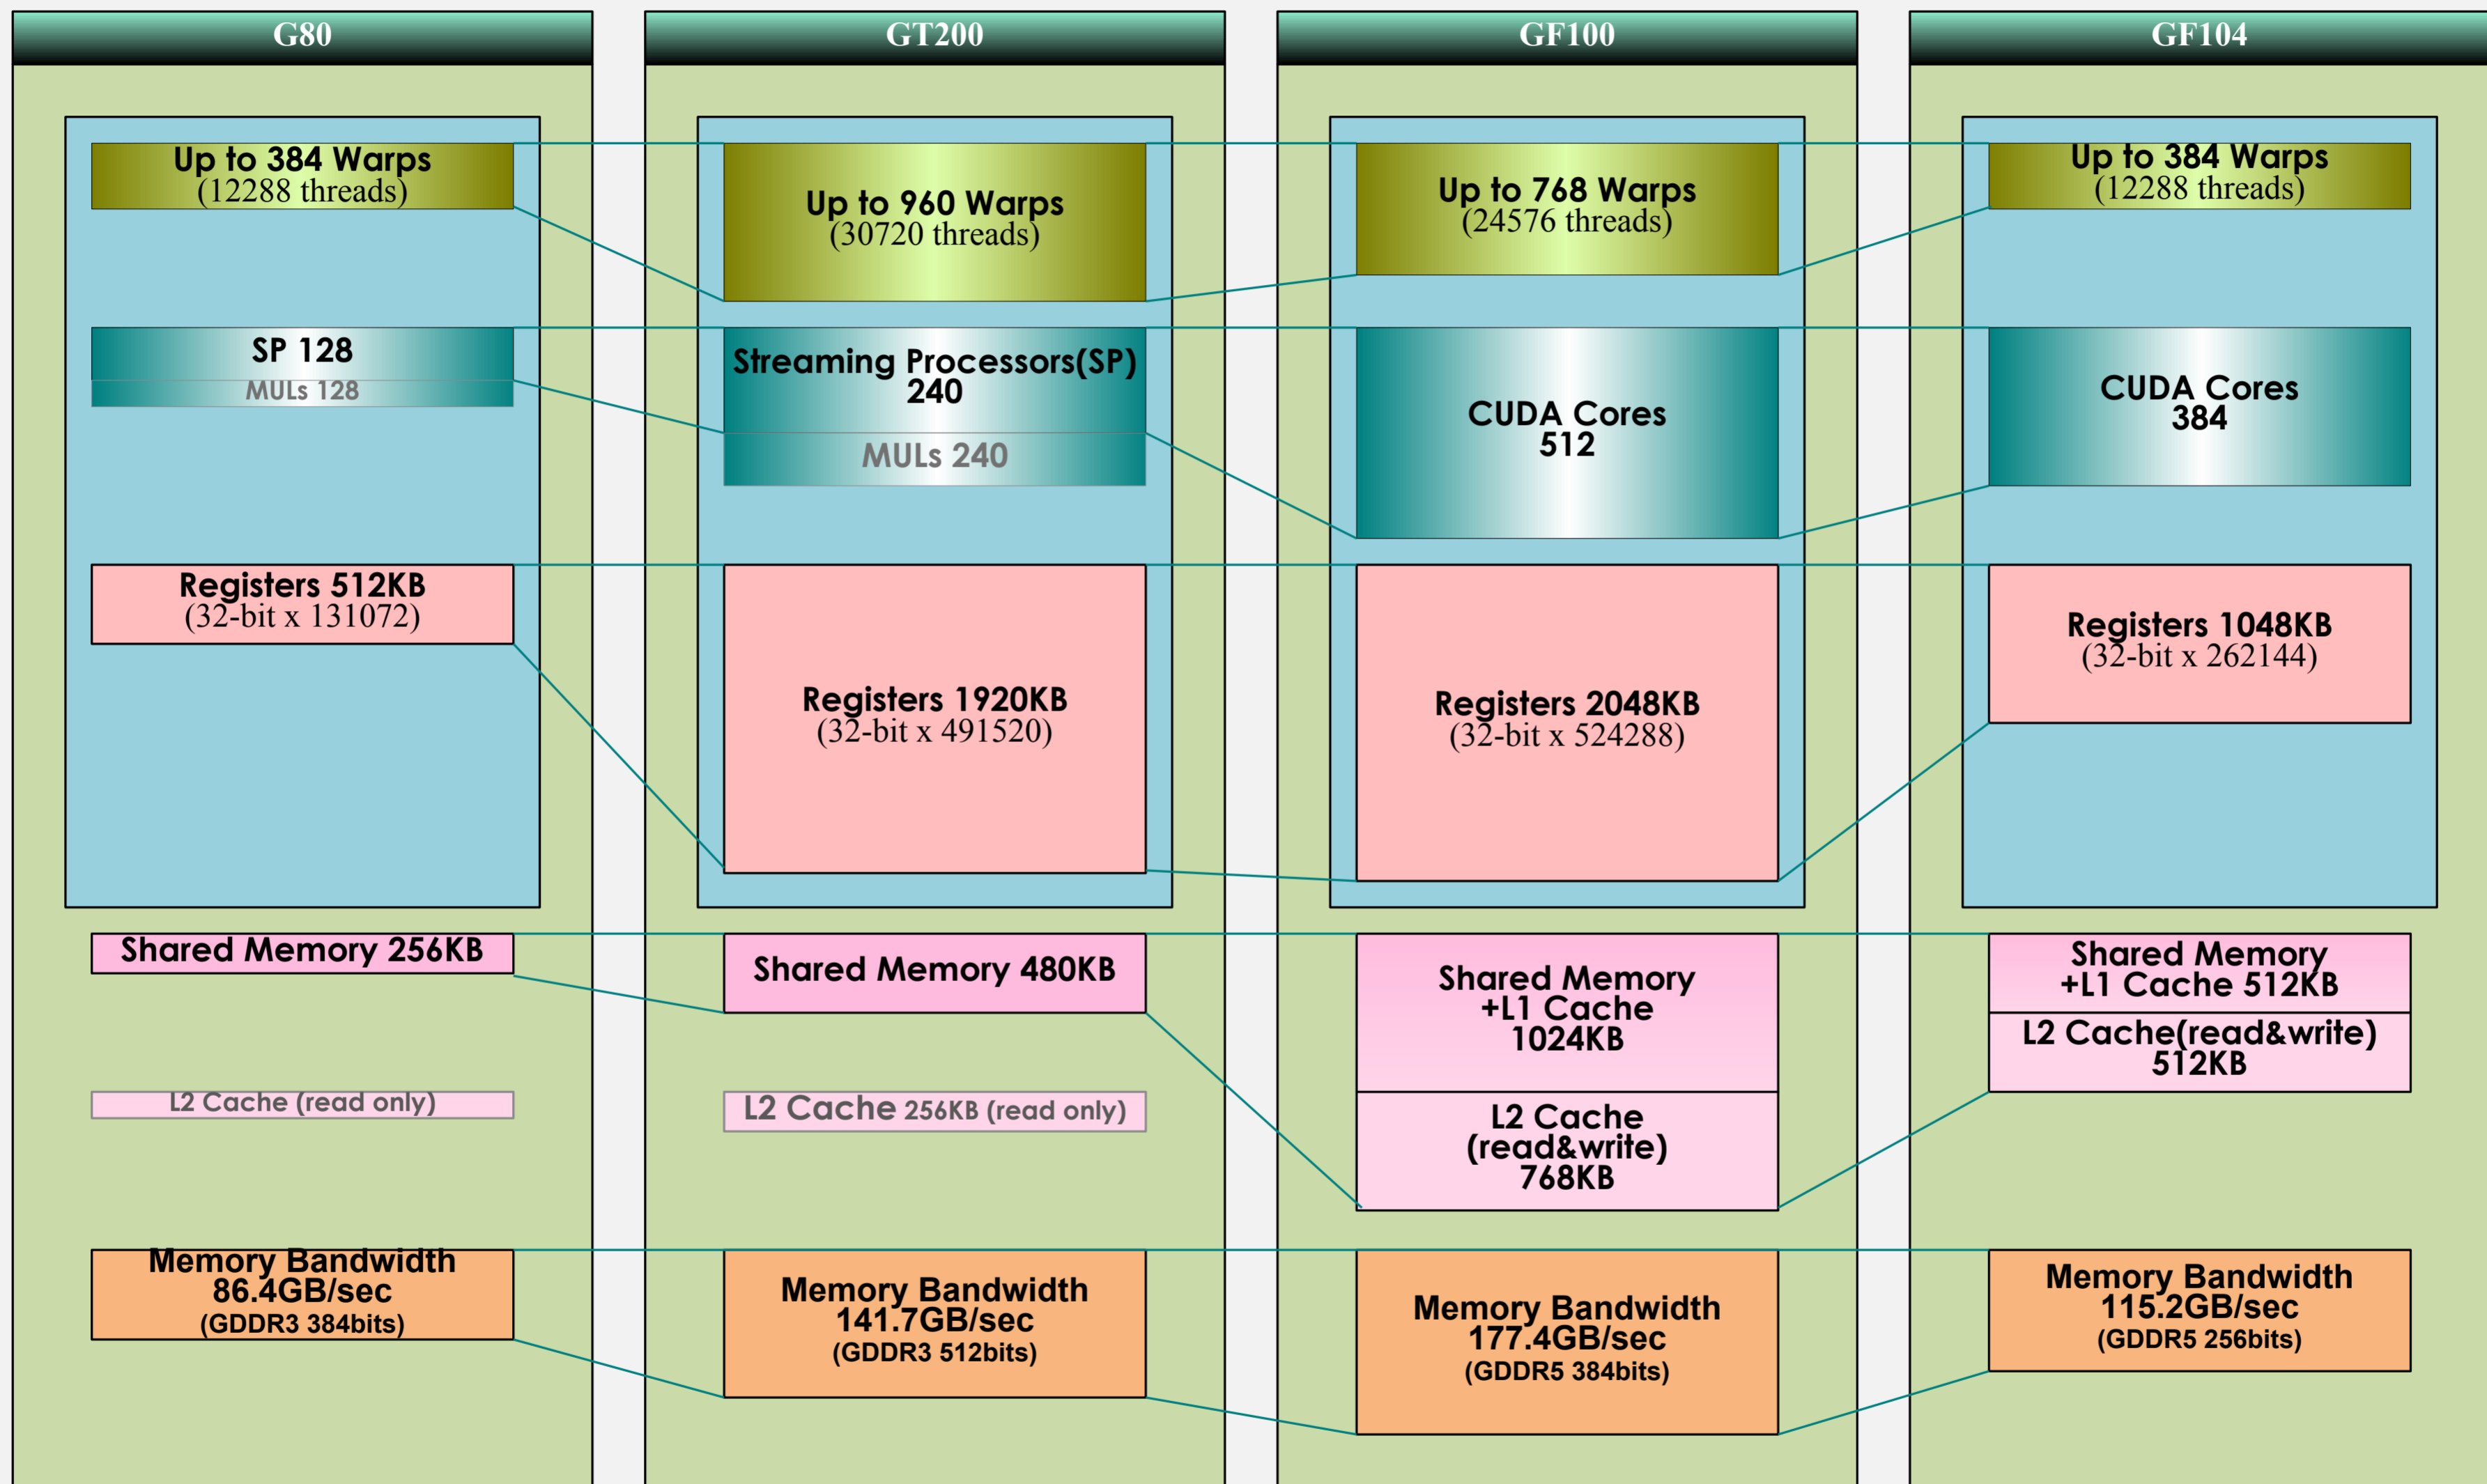 G80
Up to 384 Warps
(12288 threads)
SP 128
MULs 128
Registers 512KB
(32-bit x 131072)
Shared Memory 256KB
L2 Cache (read only)
Memory Bandwidth
86.4GB/sec
(GDDR3 384bits)
GT200
Up to 960 Warps
(30720 threads)
Streaming Processors(SP)
240
MULs 240
Registers 1920KB
(32-bit x 491520)
Shared Memory 480KB
L2 Cache 256KB (read only)
Memory Bandwidth
141.7GB/sec
(GDDR3 512bits)
GF100
Up to 768 Warps
(24576 threads)
CUDA Cores
512
Registers 2048KB
(32-bit x 524288)
Shared Memory
+L1 Cache
1024KB
L2 Cache
(read&write)
768KB
Memory Bandwidth
177.4GB/sec
(GDDR5 384bits)
GF104
Up to 384 Warps
(12288 threads)
CUDA Cores
384
Registers 1048KB
(32-bit x 262144)
Shared Memory
+L1 Cache 512KB
L2 Cache(read&write)
512KB
Memory Bandwidth
115.2GB/sec
(GDDR5 256bits)